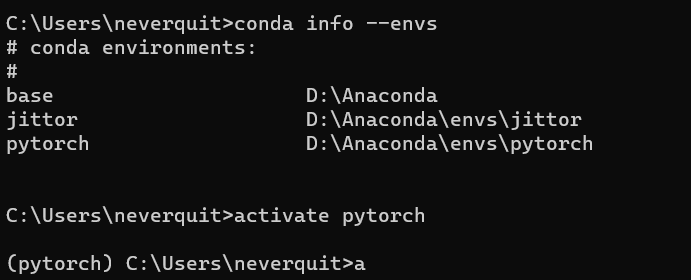 C:\Users\neverquit>conda info --envs
# conda environments:
#
base                     D:\Anaconda
jittor                   D:\Anaconda\envs\jittor
pytorch                  D:\Anaconda\envs\pytorch
C:\Users\neverquit>activate pytorch
(pytorch) C:\Users\neverquit>a